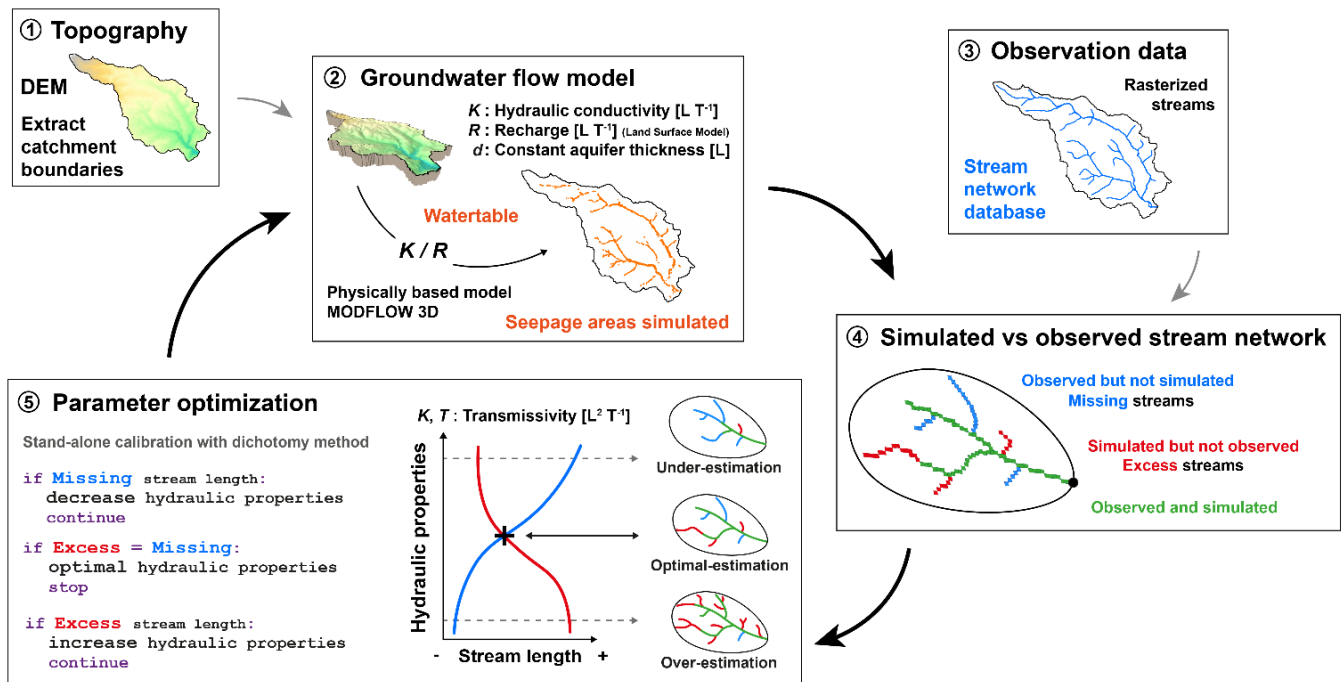 ① Topography
DEM
Extract
catchment
boundaries
② Groundwater flow model
K : Hydraulic conductivity [L T⁻¹]
R : Recharge [L T⁻¹] (Land Surface Model)
d : Constant aquifer thickness [L]
Watertable
K / R
Physically based model
MODFLOW 3D
Seepage areas simulated
③ Observation data
Rasterized
streams
Stream
network
database
④ Simulated vs observed stream network
Observed but not simulated
Missing streams
Simulated but not observed
Excess streams
Observed and simulated
⑤ Parameter optimization
Stand-alone calibration with dichotomy method
if Missing stream length:
decrease hydraulic properties
continue
if Excess = Missing:
optimal hydraulic properties
stop
if Excess stream length:
increase hydraulic properties
continue
K, T : Transmissivity [L² T⁻¹]
Hydraulic properties
- Stream length +
Under-estimation
Optimal-estimation
Over-estimation